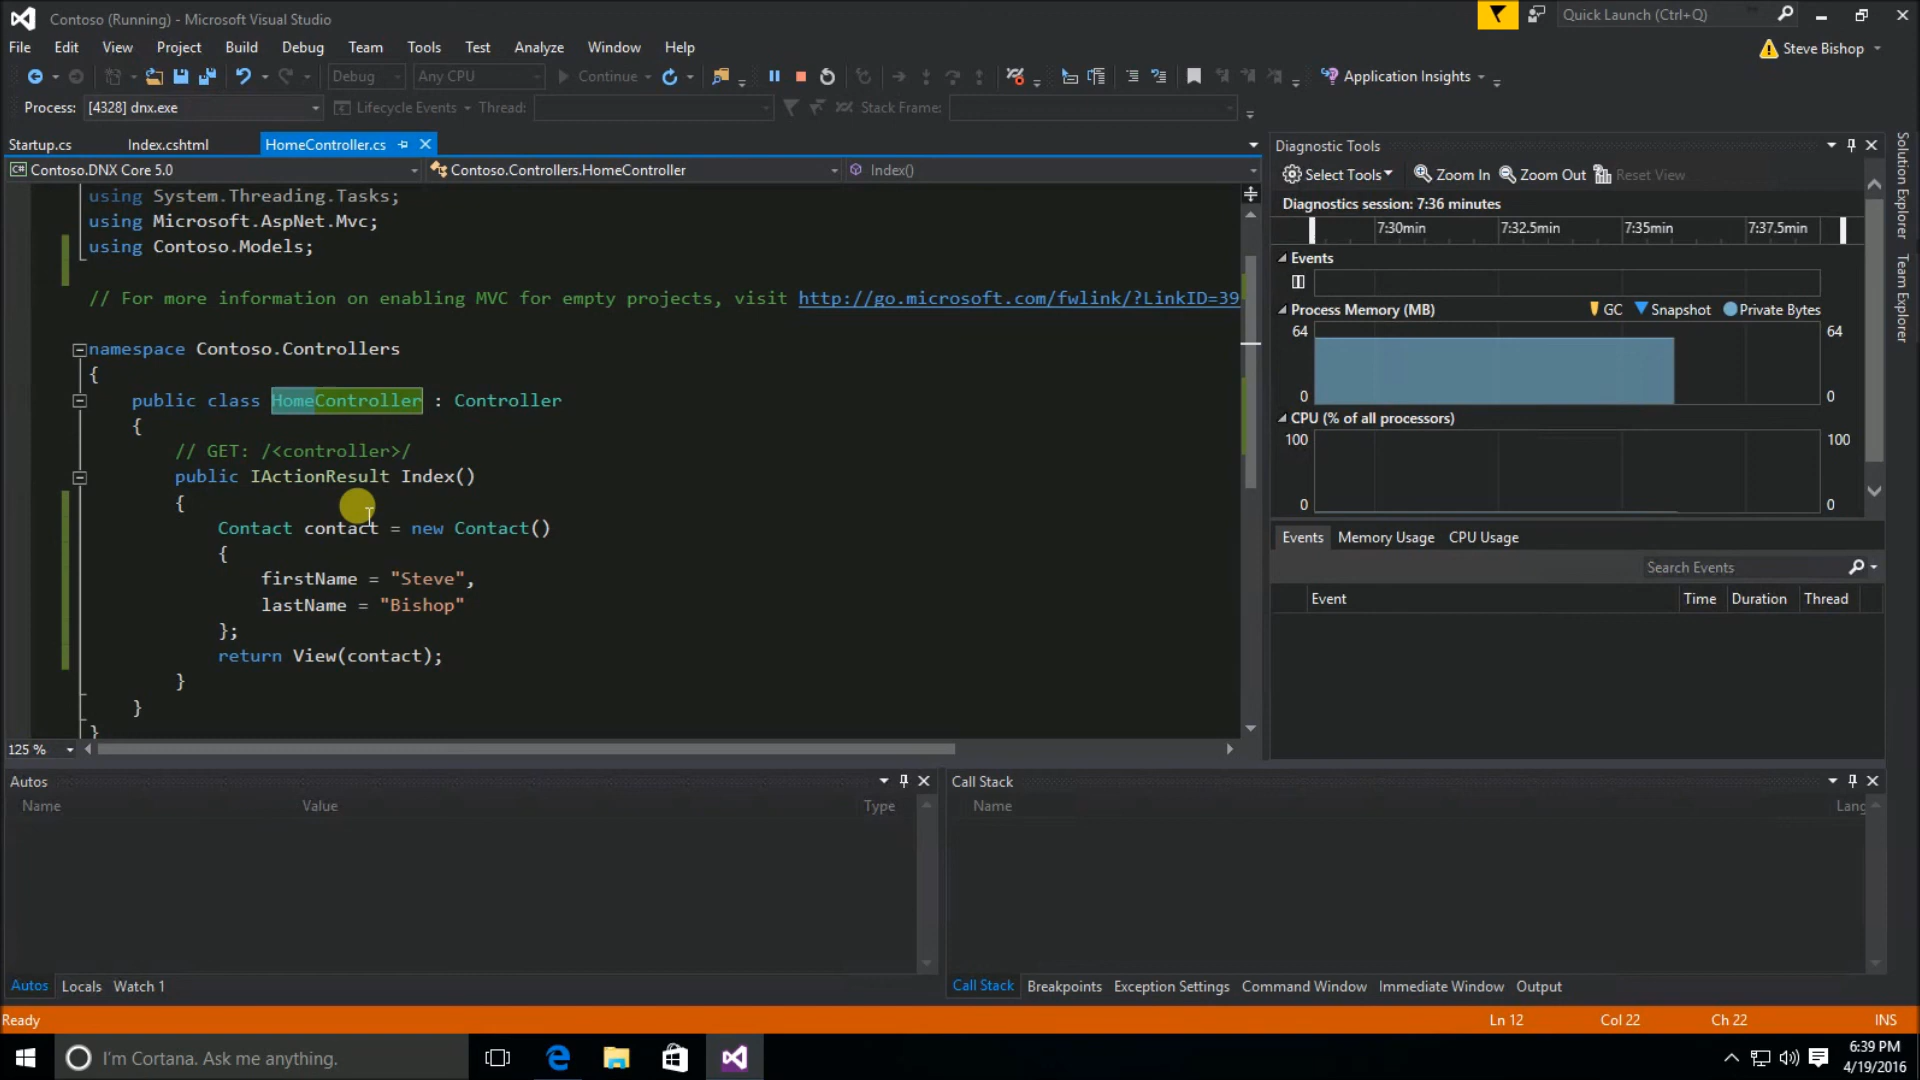 Contoso (Running) - Microsoft Visual Studio
Quick Launch (Ctrl+Q)
File Edit View Project Build Debug Team Tools Test Analyze Window Help
Steve Bishop
Debug Any CPU Continue Application Insights
Process: [4328] dnx.exe Lifecycle Events Thread: Stack Frame:
Startup.cs Index.cshtml HomeController.cs
Contoso.DNX Core 5.0 Contoso.Controllers.HomeController Index()
using System.Threading.Tasks;
using Microsoft.AspNet.Mvc;
using Contoso.Models;
// For more information on enabling MVC for empty projects, visit http://go.microsoft.com/fwlink/?LinkID=39
namespace Contoso.Controllers
{
public class HomeController : Controller
{
// GET: /<controller>/
public IActionResult Index()
{
Contact contact = new Contact()
{
firstName = "Steve",
lastName = "Bishop"
};
return View(contact);
}
}
}
125 %
Diagnostic Tools
Select Tools Zoom In Zoom Out Reset View
Diagnostics session: 7:36 minutes
7:30min 7:32.5min 7:35min 7:37.5min
Events
Process Memory (MB) GC Snapshot Private Bytes
64 64
0 0
CPU (% of all processors)
100 100
0 0
Events Memory Usage CPU Usage
Search Events
Event Time Duration Thread
Solution Explorer
Team Explorer
Autos
Name Value Type
Autos Locals Watch 1
Call Stack
Name Lang
Call Stack Breakpoints Exception Settings Command Window Immediate Window Output
Ready Ln 12 Col 22 Ch 22 INS
I'm Cortana. Ask me anything.
6:39 PM
4/19/2016